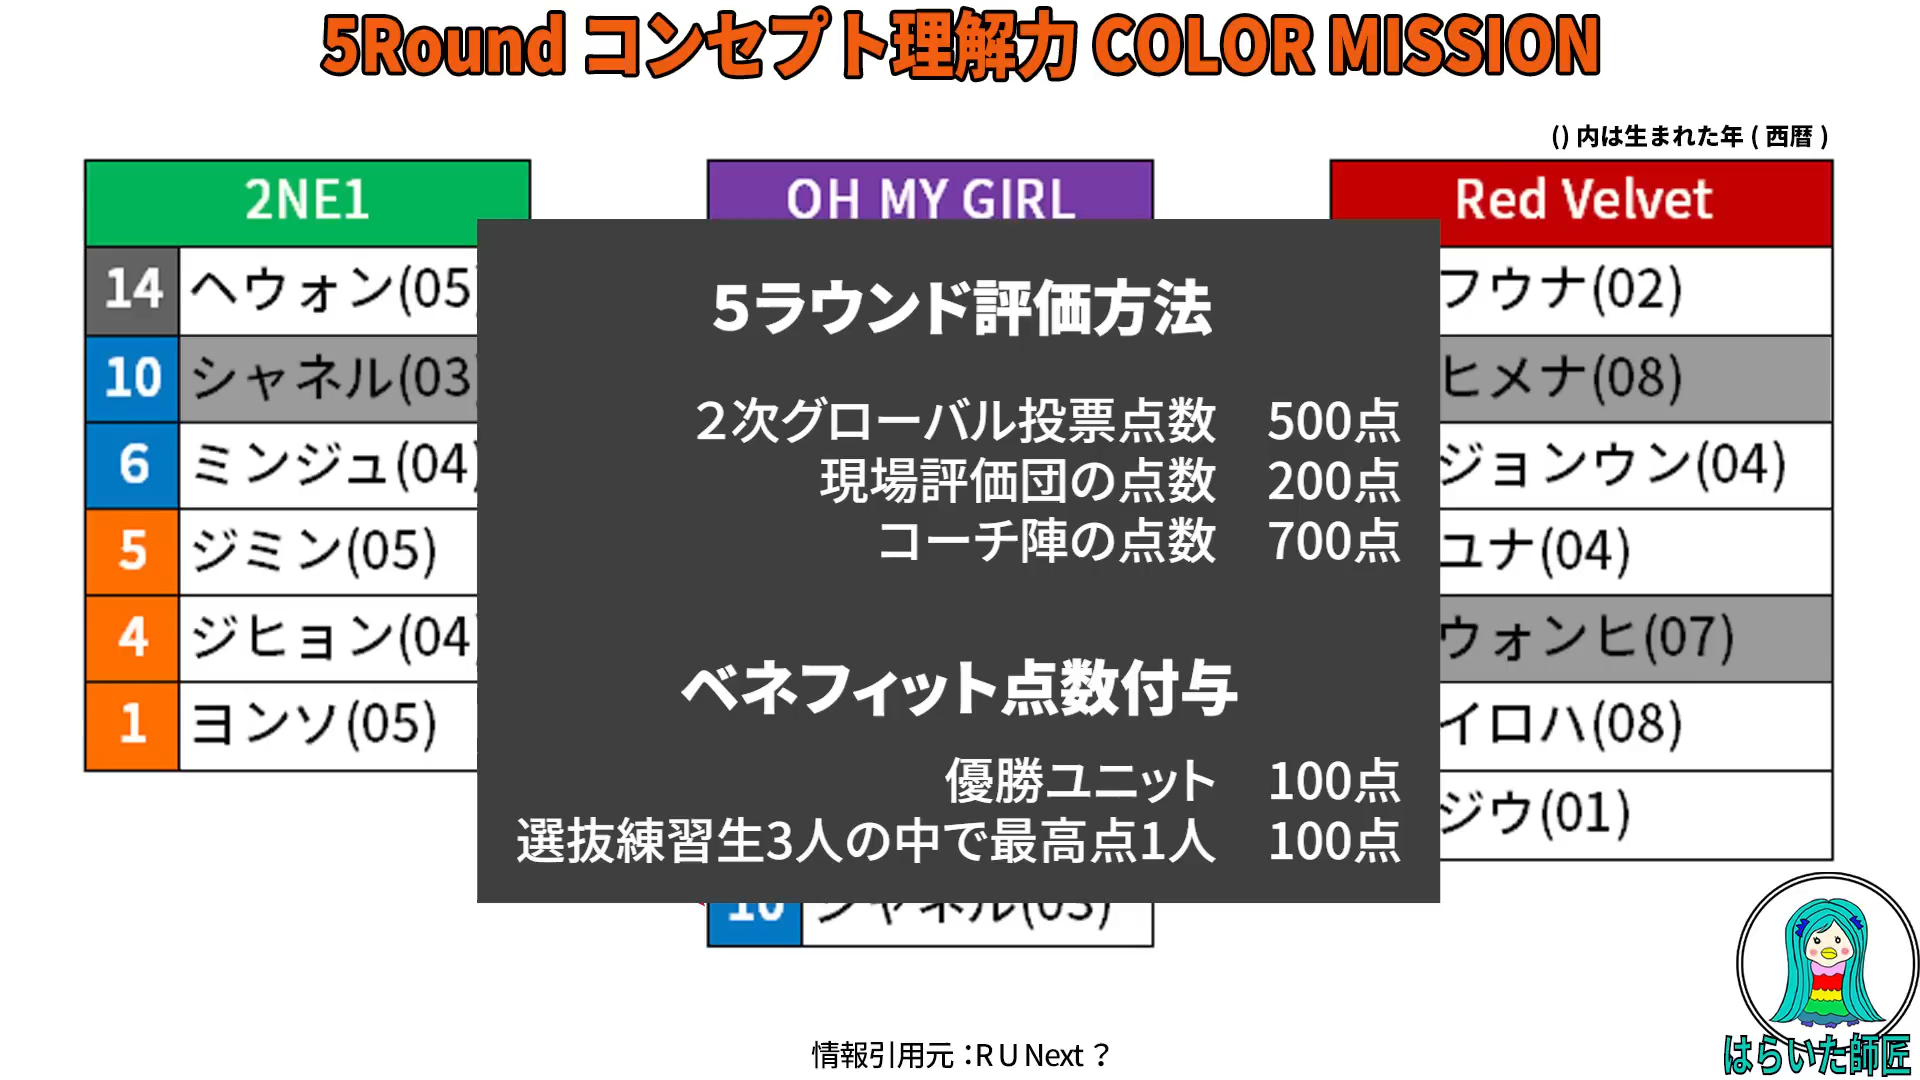 5Round コンセプト理解力 COLOR MISSION
()内は生まれた年(西暦)
2NE1
14 ヘウォン(05)
10 シャネル(03)
6 ミンジュ(04)
5 ジミン(05)
4 ジヒョン(04)
1 ヨンソ(05)
OH MY GIRL
10 シャネル(03)
Red Velvet
フウナ(02)
ヒメナ(08)
ジョンウン(04)
ユナ(04)
ウォンヒ(07)
イロハ(08)
ジウ(01)
5ラウンド評価方法
2次グローバル投票点数 500点
現場評価団の点数 200点
コーチ陣の点数 700点
ベネフィット点数付与
優勝ユニット 100点
選抜練習生3人の中で最高点1人 100点
情報引用元:R U Next?
はらいた師匠